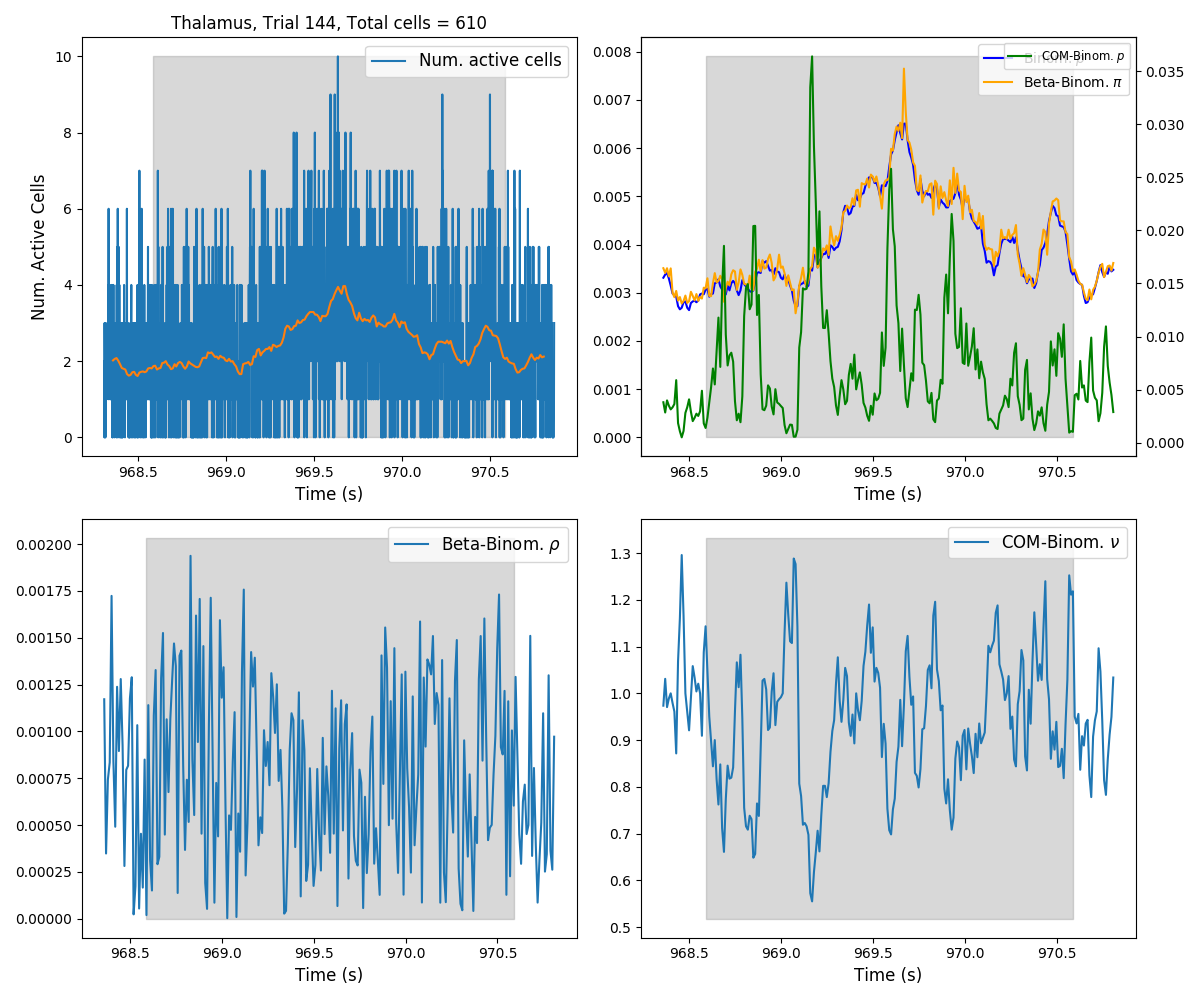 Thalamus, Trial 144, Total cells = 610
Num. active cells
Num. Active Cells
10
8
6
4
2
0
968.5 969.0 969.5 970.0 970.5
Time (s)
COM-Binom. p
Beta-Binom. π
0.008
0.007
0.006
0.005
0.004
0.003
0.002
0.001
0.000
0.035
0.030
0.025
0.020
0.015
0.010
0.005
0.000
968.5 969.0 969.5 970.0 970.5
Time (s)
Beta-Binom. ρ
0.00200
0.00175
0.00150
0.00125
0.00100
0.00075
0.00050
0.00025
0.00000
968.5 969.0 969.5 970.0 970.5
Time (s)
COM-Binom. ν
1.3
1.2
1.1
1.0
0.9
0.8
0.7
0.6
0.5
968.5 969.0 969.5 970.0 970.5
Time (s)